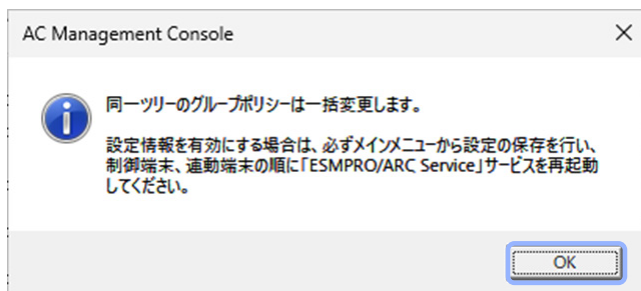 AC Management Console
同一ツリーのグループポリシーは一括変更します。
設定情報を有効にする場合は、必ずメインメニューから設定の保存を行い、
制御端末、連動端末の順に「ESMPRO/ARC Service」サービスを再起動
してください。
OK